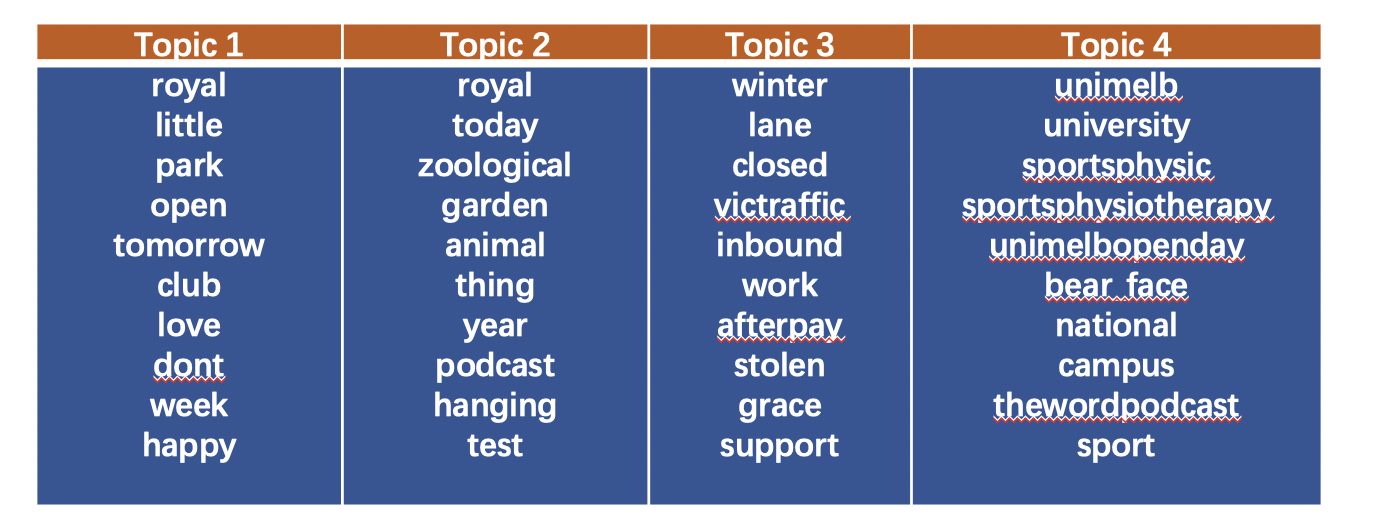 Topic 1 Topic 2 Topic 3 Topic 4
royal royal winter unimelb
little today lane university
park zoological closed sportsphysic
open garden victraffic sportsphysiotherapy
tomorrow animal inbound unimelbopenday
club thing work bear_face
love year afterpay national
dont podcast stolen campus
week hanging grace thewordpodcast
happy test support sport